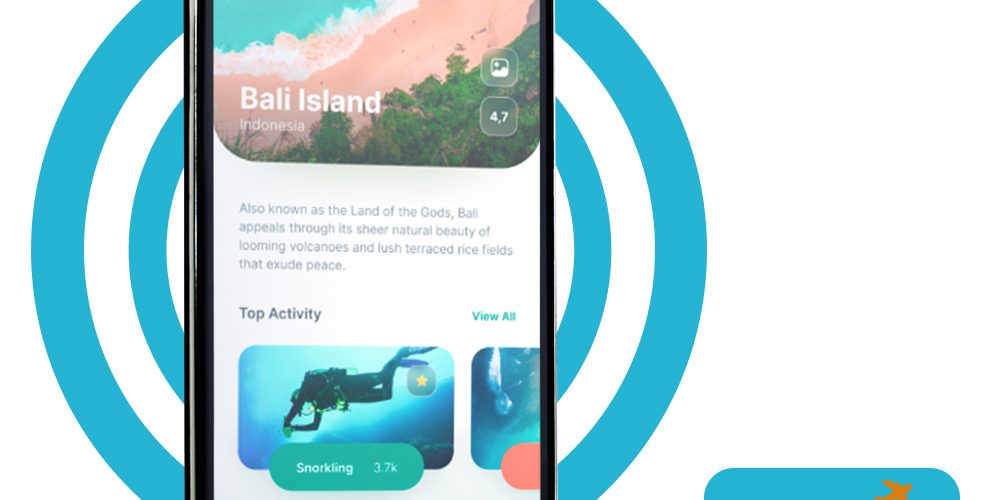 Bali Island
Indonesia
4,7
Also known as the Land of the Gods, Bali
appeals through its sheer natural beauty of
looming volcanoes and lush terraced rice fields
that exude peace.
Top Activity
View All
Snorkling 3.7k